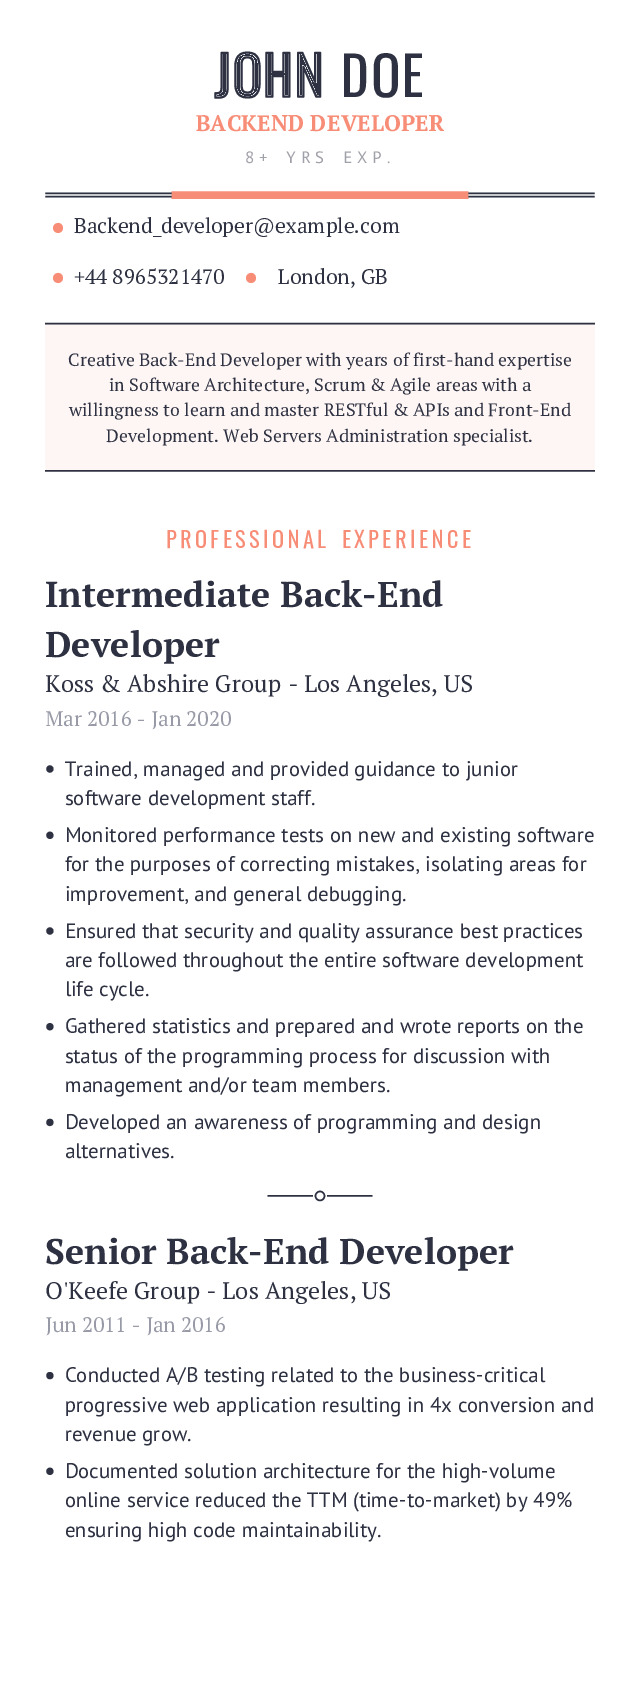 JOHN DOE
BACKEND DEVELOPER
8+ YRS EXP.
Backend_developer@example.com
+44 8965321470 London, GB
Creative Back-End Developer with years of first-hand expertise
in Software Architecture, Scrum & Agile areas with a
willingness to learn and master RESTful & APIs and Front-End
Development. Web Servers Administration specialist.
PROFESSIONAL EXPERIENCE
Intermediate Back-End
Developer
Koss & Abshire Group - Los Angeles, US
Mar 2016 - Jan 2020
• Trained, managed and provided guidance to junior
software development staff.
• Monitored performance tests on new and existing software
for the purposes of correcting mistakes, isolating areas for
improvement, and general debugging.
• Ensured that security and quality assurance best practices
are followed throughout the entire software development
life cycle.
• Gathered statistics and prepared and wrote reports on the
status of the programming process for discussion with
management and/or team members.
• Developed an awareness of programming and design
alternatives.
Senior Back-End Developer
O'Keefe Group - Los Angeles, US
Jun 2011 - Jan 2016
• Conducted A/B testing related to the business-critical
progressive web application resulting in 4x conversion and
revenue grow.
• Documented solution architecture for the high-volume
online service reduced the TTM (time-to-market) by 49%
ensuring high code maintainability.